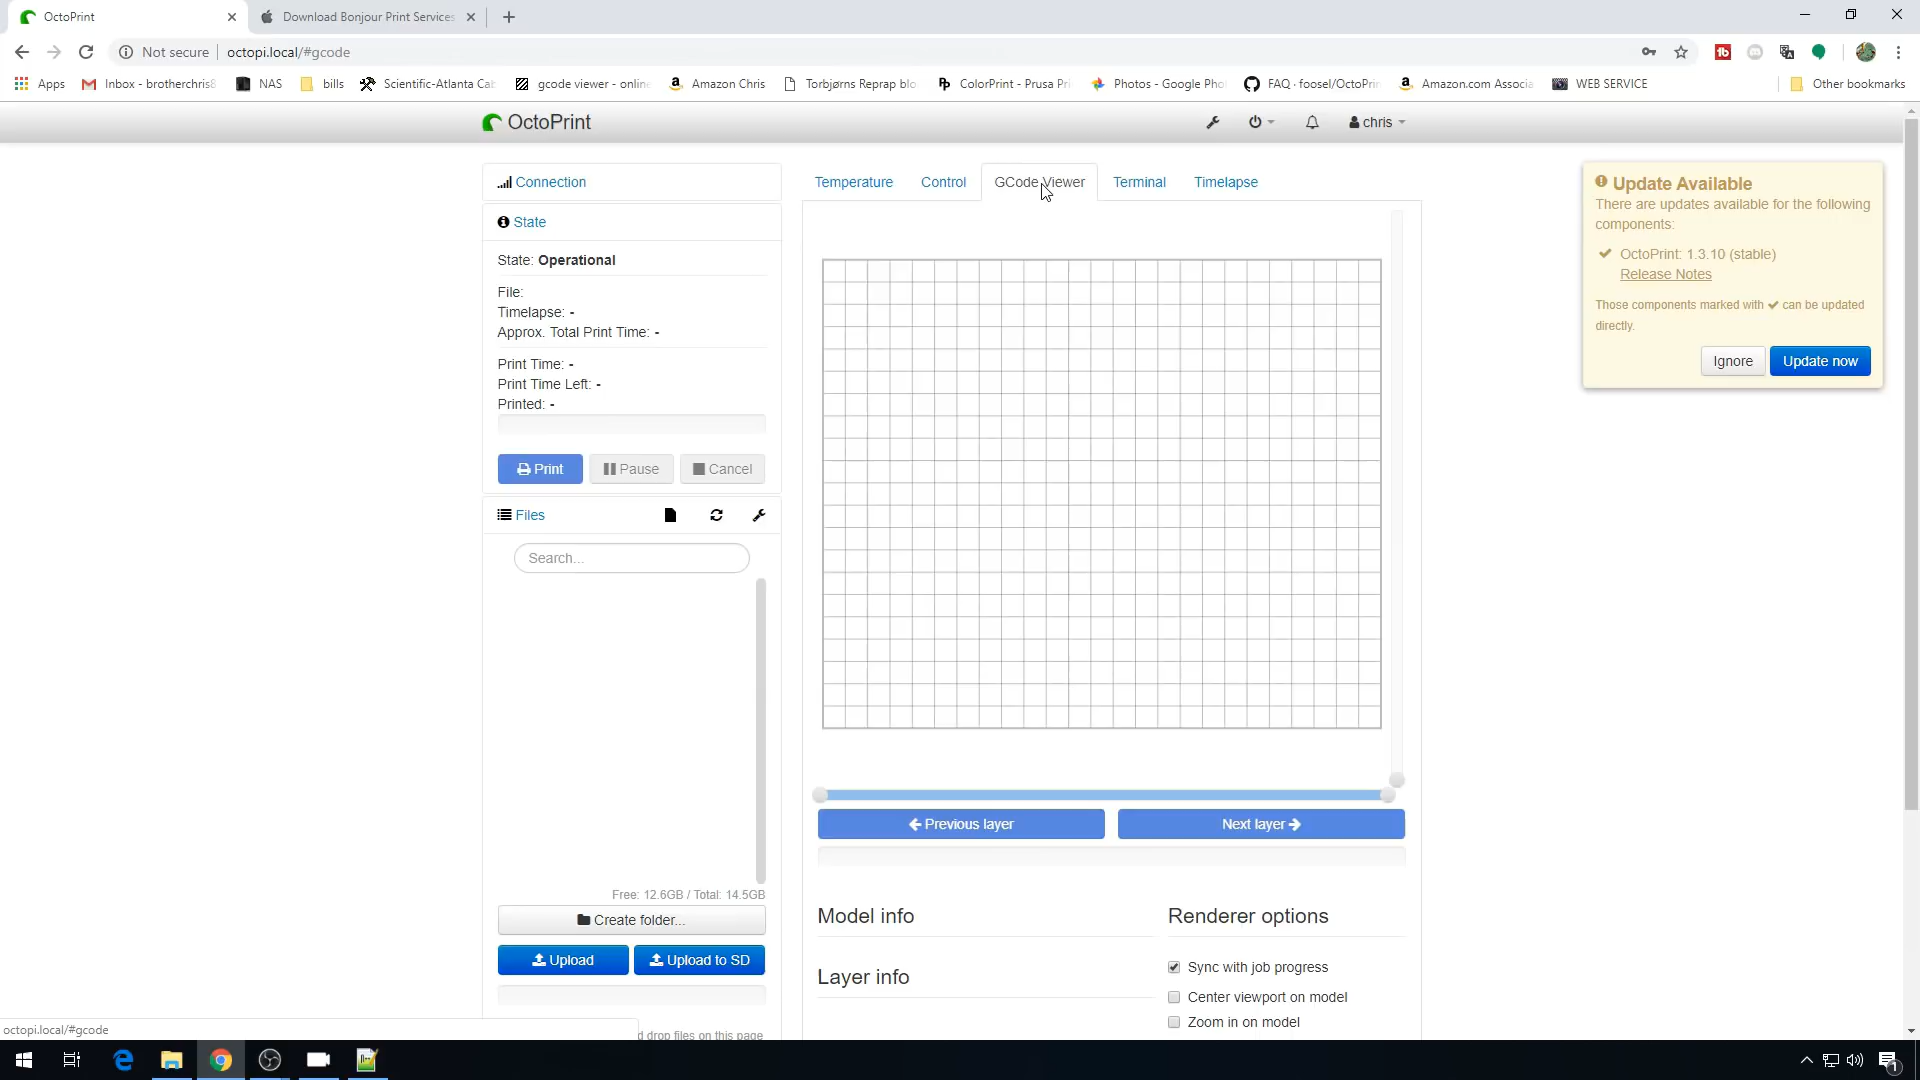 OctoPrint
Download Bonjour Print Services
Not secure
octopi.local/#gcode
Apps
Inbox - brotherchris8
NAS
bills
Scientific-Atlanta Cab
gcode viewer - online
Amazon Chris
Torbjørns Reprap blo
ColorPrint - Prusa Pri
Photos - Google Pho
FAQ · foosel/OctoPrin
Amazon.com Associa
WEB SERVICE
Other bookmarks
OctoPrint
chris
Connection
State
State: Operational
File:
Timelapse: -
Approx. Total Print Time: -
Print Time: -
Print Time Left: -
Printed: -
Print
Pause
Cancel
Files
Search...
Free: 12.6GB / Total: 14.5GB
Create folder...
Upload
Upload to SD
d drop files on this page
Temperature
Control
GCode Viewer
Terminal
Timelapse
Previous layer
Next layer
Model info
Layer info
Renderer options
Sync with job progress
Center viewport on model
Zoom in on model
Update Available
There are updates available for the following
components:
OctoPrint: 1.3.10 (stable)
Release Notes
Those components marked with ✓ can be updated
directly.
Ignore
Update now
octopi.local/#gcode
1